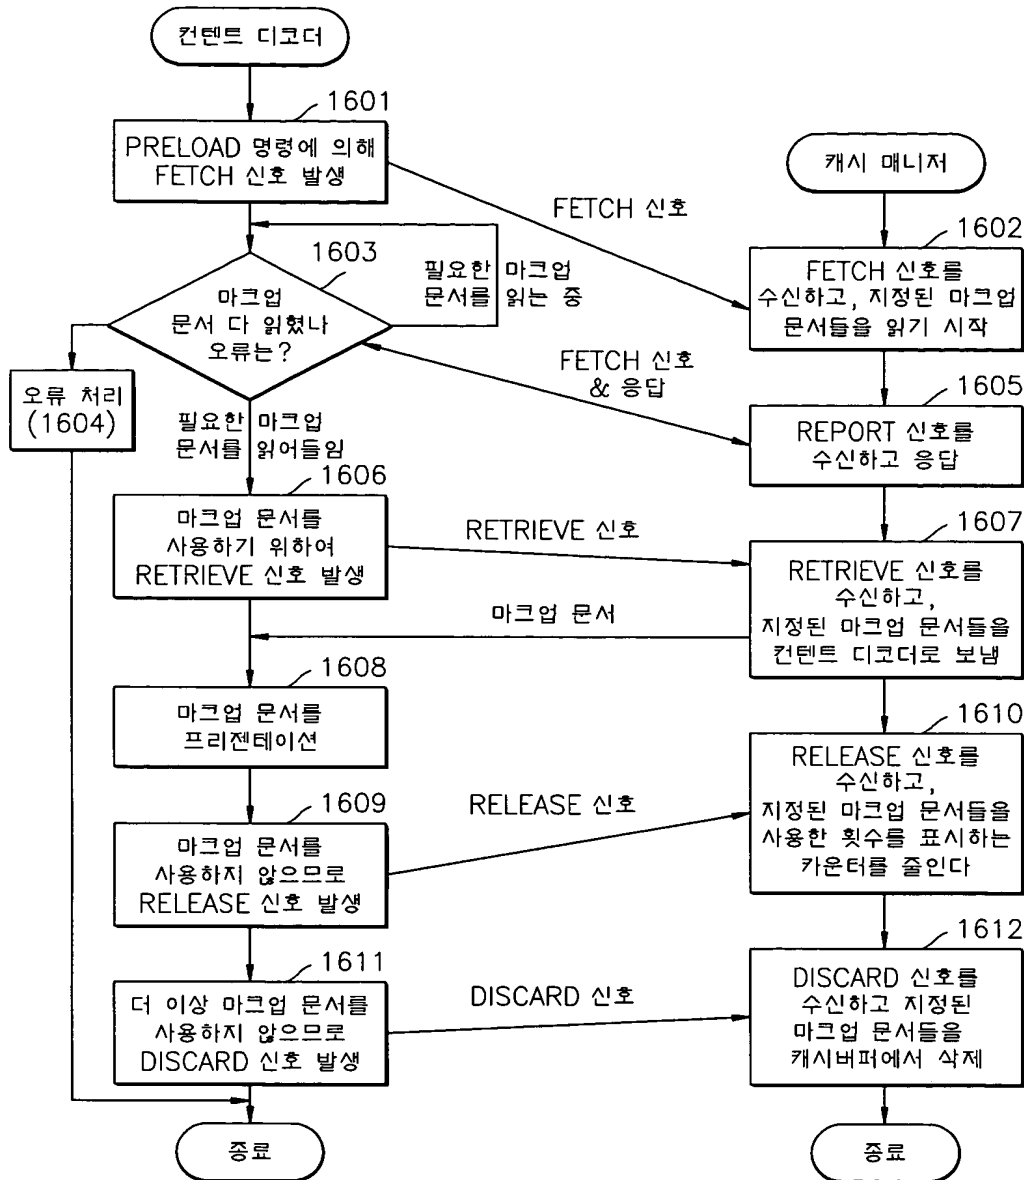 컨텐트 디코더
1601
PRELOAD 명령에 의해
FETCH 신호 발생
캐시 매니저
FETCH 신호
1602
FETCH 신호를
수신하고, 지정된 마크업
문서들을 읽기 시작
1603
필요한 마크업
문서를 읽는 중
마크업
문서 다 읽혔나
오류는?
FETCH 신호
& 응답
오류 처리
(1604)
1605
REPORT 신호를
수신하고 응답
필요한 마크업
문서를 읽어들임
1606
마크업 문서를
사용하기 위하여
RETRIEVE 신호 발생
RETRIEVE 신호
1607
RETRIEVE 신호를
수신하고,
지정된 마크업 문서들을
컨텐트 디코더로 보냄
마크업 문서
1608
마크업 문서를
프리젠테이션
1609
마크업 문서를
사용하지 않으므로
RELEASE 신호 발생
RELEASE 신호
1610
RELEASE 신호를
수신하고,
지정된 마크업 문서들을
사용한 횟수를 표시하는
카운터를 줄인다
1611
더 이상 마크업 문서를
사용하지 않으므로
DISCARD 신호 발생
DISCARD 신호
1612
DISCARD 신호를
수신하고 지정된
마크업 문서들을
캐시버퍼에서 삭제
종료
종료